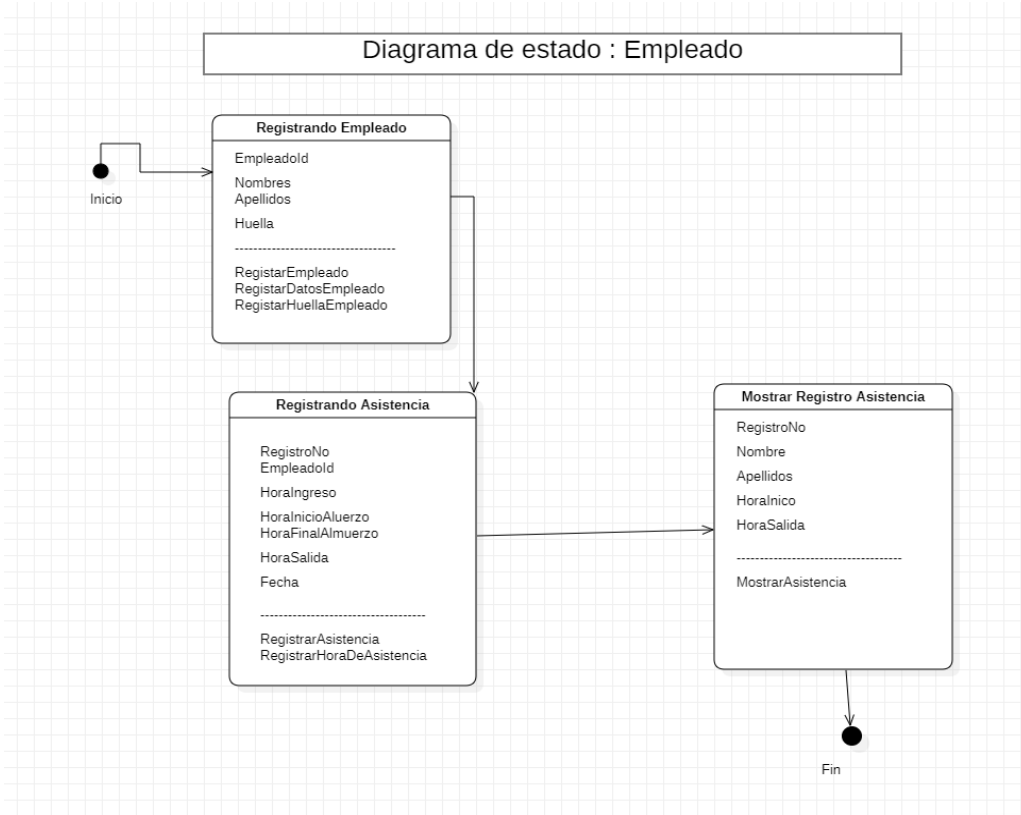 Diagrama de estado : Empleado
Registrando Empleado
EmpleadoId
Nombres
Apellidos
Huella
-----------------------------------
RegistarEmpleado
RegistarDatosEmpleado
RegistarHuellaEmpleado
Inicio
Registrando Asistencia
RegistroNo
EmpleadoId
HoraIngreso
HoraInicioAluerzo
HoraFinalAlmuerzo
HoraSalida
Fecha
------------------------------------
RegistrarAsistencia
RegistrarHoraDeAsistencia
Mostrar Registro Asistencia
RegistroNo
Nombre
Apellidos
HoraInico
HoraSalida
------------------------------------
MostrarAsistencia
Fin